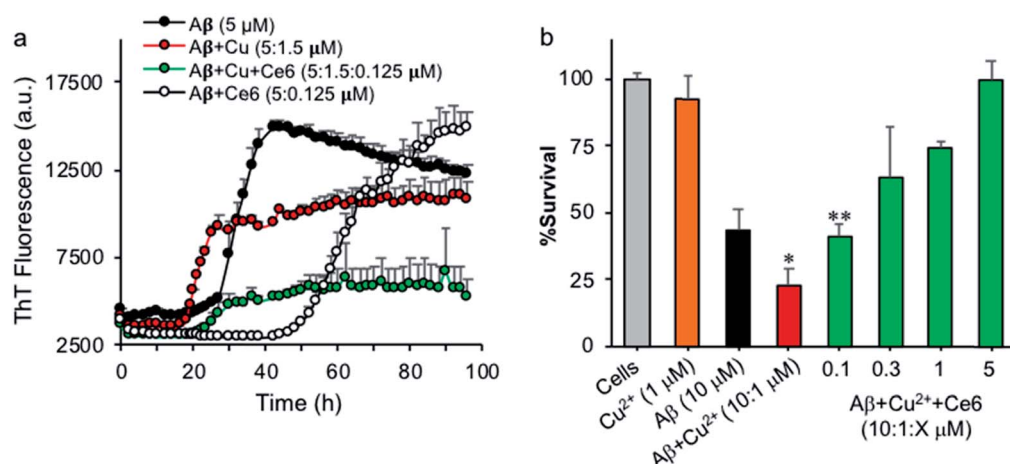 a
Aβ (5 μM)
Aβ+Cu (5:1.5 μM)
Aβ+Cu+Ce6 (5:1.5:0.125 μM)
Aβ+Ce6 (5:0.125 μM)
ThT Fluorescence (a.u.)
17500
12500
7500
2500
0 20 40 60 80 100
Time (h)
b
%Survival
100
75
50
25
0
**
*
Cells
Cu²⁺ (1 μM)
Aβ (10 μM)
Aβ+Cu²⁺ (10:1 μM)
0.1 0.3 1 5
Aβ+Cu²⁺+Ce6
(10:1:X μM)